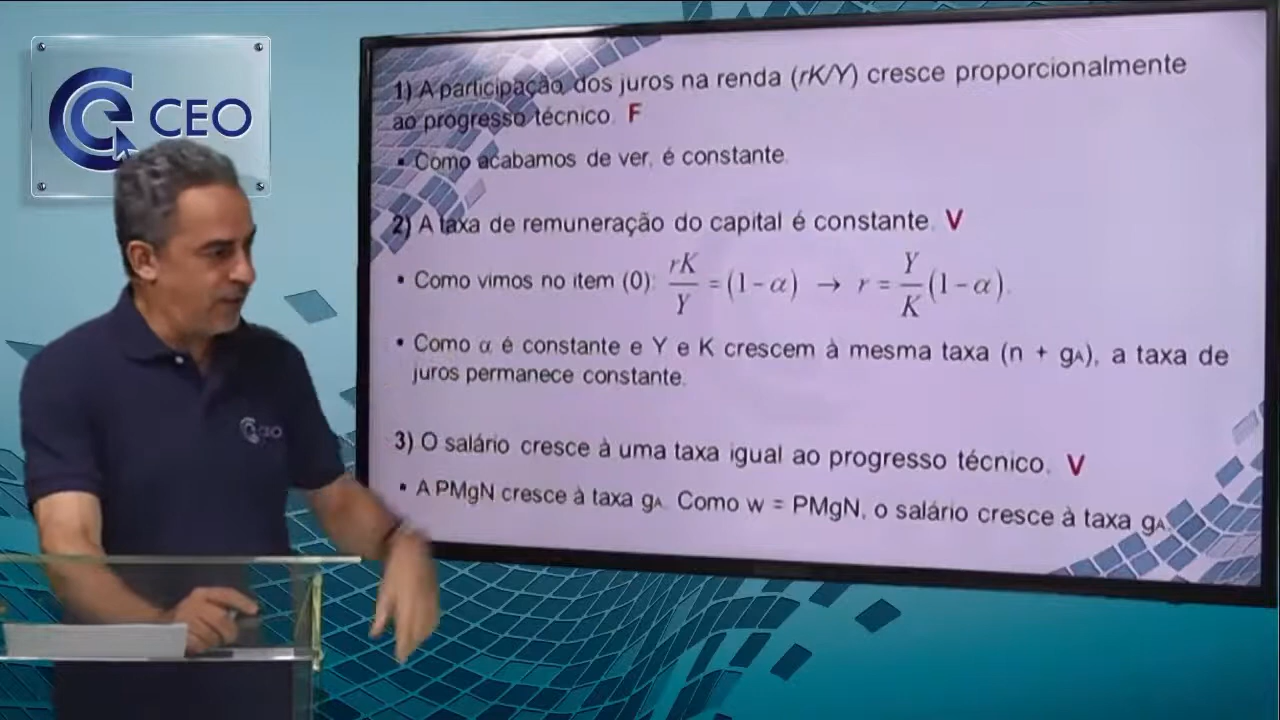 CEO
1) A participação dos juros na renda (rK/Y) cresce proporcionalmente
ao progresso técnico. F
• Como acabamos de ver, é constante.
2) A taxa de remuneração do capital é constante. V
• Como vimos no item (0): rK/Y = (1 - α) → r = Y/K (1 - α).
• Como α é constante e Y e K crescem à mesma taxa (n + gA), a taxa de
juros permanece constante.
3) O salário cresce à uma taxa igual ao progresso técnico. V
• A PMgN cresce à taxa gA. Como w = PMgN, o salário cresce à taxa gA.
CEO